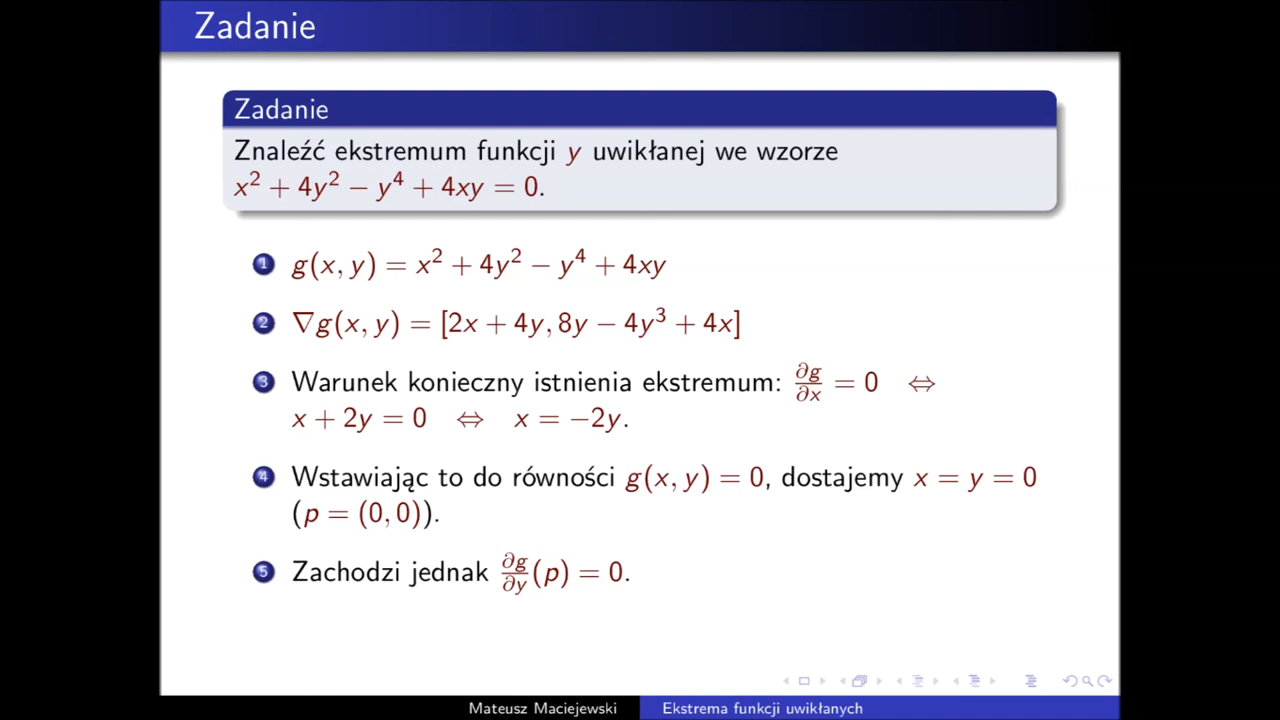 Zadanie
Zadanie
Znaleźć ekstremum funkcji y uwikłanej we wzorze
x² + 4y² − y⁴ + 4xy = 0.
1 g(x, y) = x² + 4y² − y⁴ + 4xy
2 ∇g(x, y) = [2x + 4y, 8y − 4y³ + 4x]
3 Warunek konieczny istnienia ekstremum: ∂g/∂x = 0 ⇔
x + 2y = 0 ⇔ x = −2y.
4 Wstawiając to do równości g(x, y) = 0, dostajemy x = y = 0
(p = (0, 0)).
5 Zachodzi jednak ∂g/∂y(p) = 0.
Mateusz Maciejewski Ekstrema funkcji uwikłanych